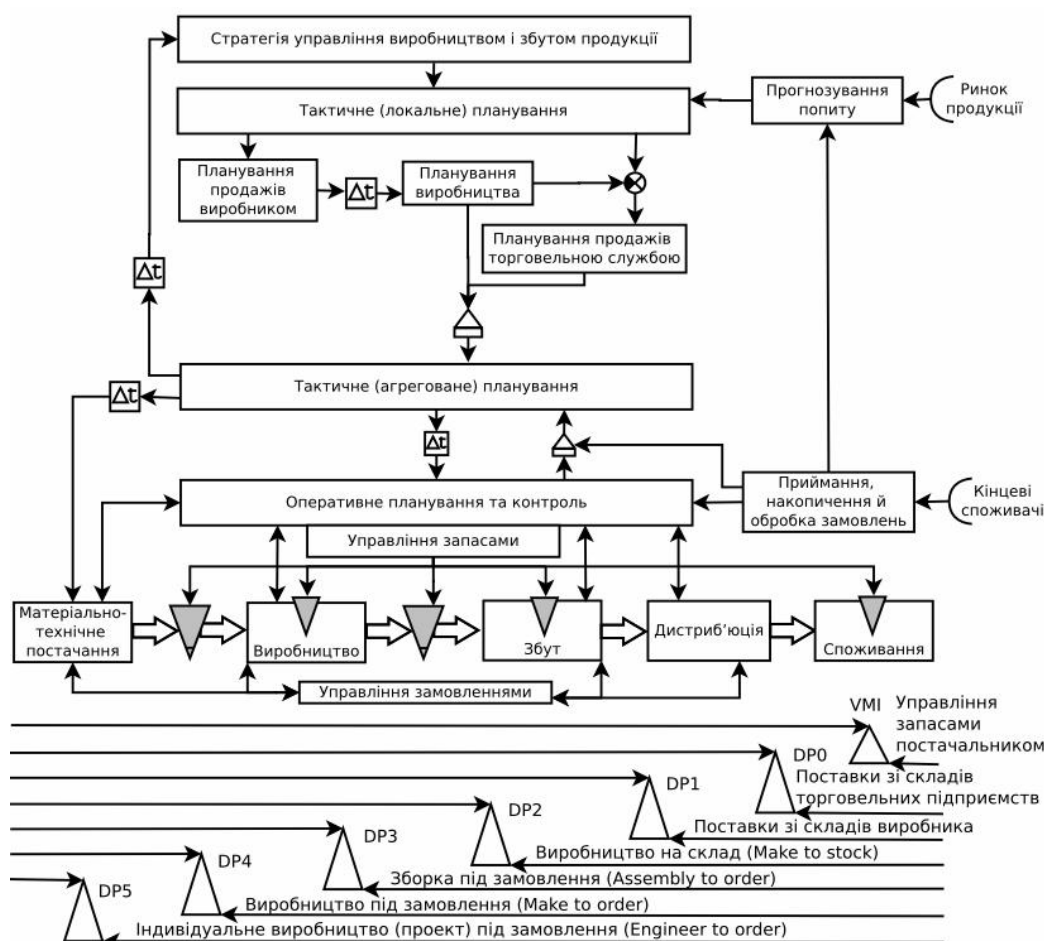 Стратегія управління виробництвом і збутом продукції
Тактичне (локальне) планування
Прогнозування
попиту
Ринок
продукції
Планування
продажів
виробником
Δt
Планування
виробництва
Планування продажів
торговельною службою
Δt
Тактичне (агреговане) планування
Δt
Δt
Приймання,
накопичення й
обробка замовлень
Кінцеві
споживачі
Оперативне планування та контроль
Управління запасами
Матеріально-
технічне
постачання
Виробництво
Збут
Дистриб’юція
Споживання
Управління замовленнями
VMI
Управління
запасами
постачальником
DP0
Поставки зі складів
торговельних підприємств
DP1
Поставки зі складів виробника
DP2
Виробництво на склад (Make to stock)
DP3
Зборка під замовлення (Assembly to order)
DP4
Виробництво під замовлення (Make to order)
DP5
Індивідуальне виробництво (проект) під замовлення (Engineer to order)